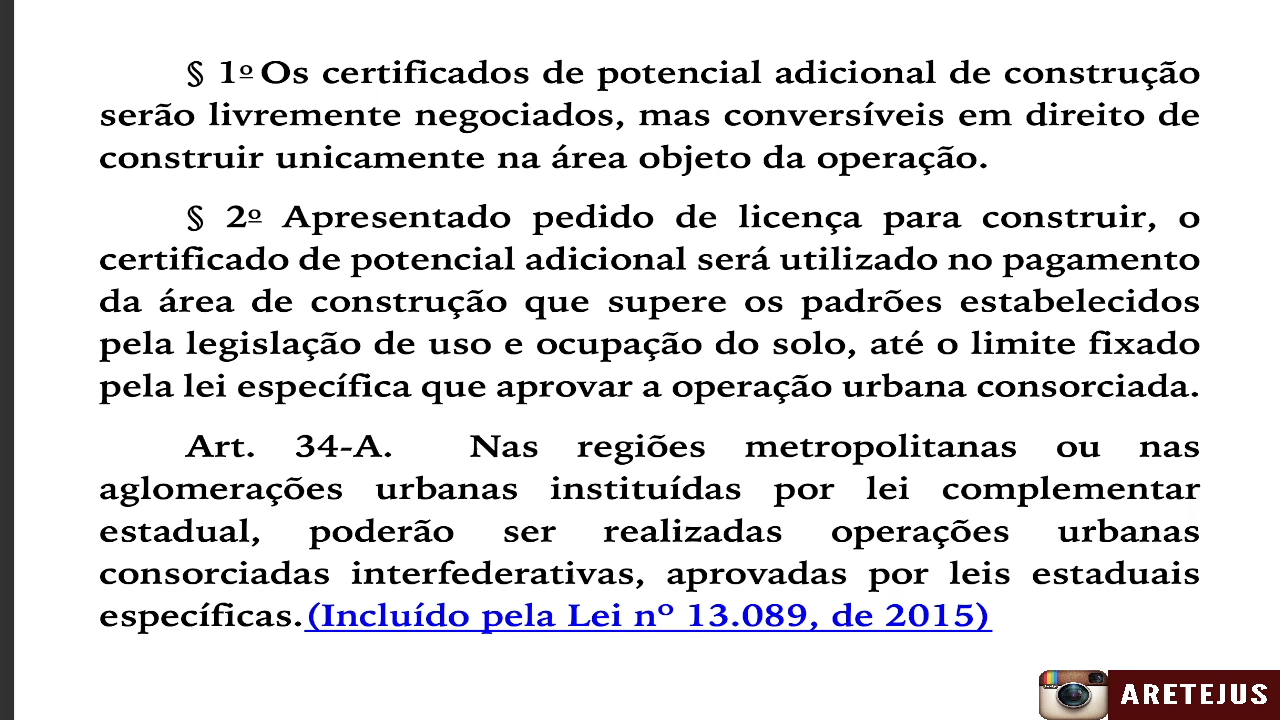 § 1º Os certificados de potencial adicional de construção
serão livremente negociados, mas conversíveis em direito de
construir unicamente na área objeto da operação.
§ 2º Apresentado pedido de licença para construir, o
certificado de potencial adicional será utilizado no pagamento
da área de construção que supere os padrões estabelecidos
pela legislação de uso e ocupação do solo, até o limite fixado
pela lei específica que aprovar a operação urbana consorciada.
Art. 34-A. Nas regiões metropolitanas ou nas
aglomerações urbanas instituídas por lei complementar
estadual, poderão ser realizadas operações urbanas
consorciadas interfederativas, aprovadas por leis estaduais
específicas. (Incluído pela Lei nº 13.089, de 2015)
ARETEJUS